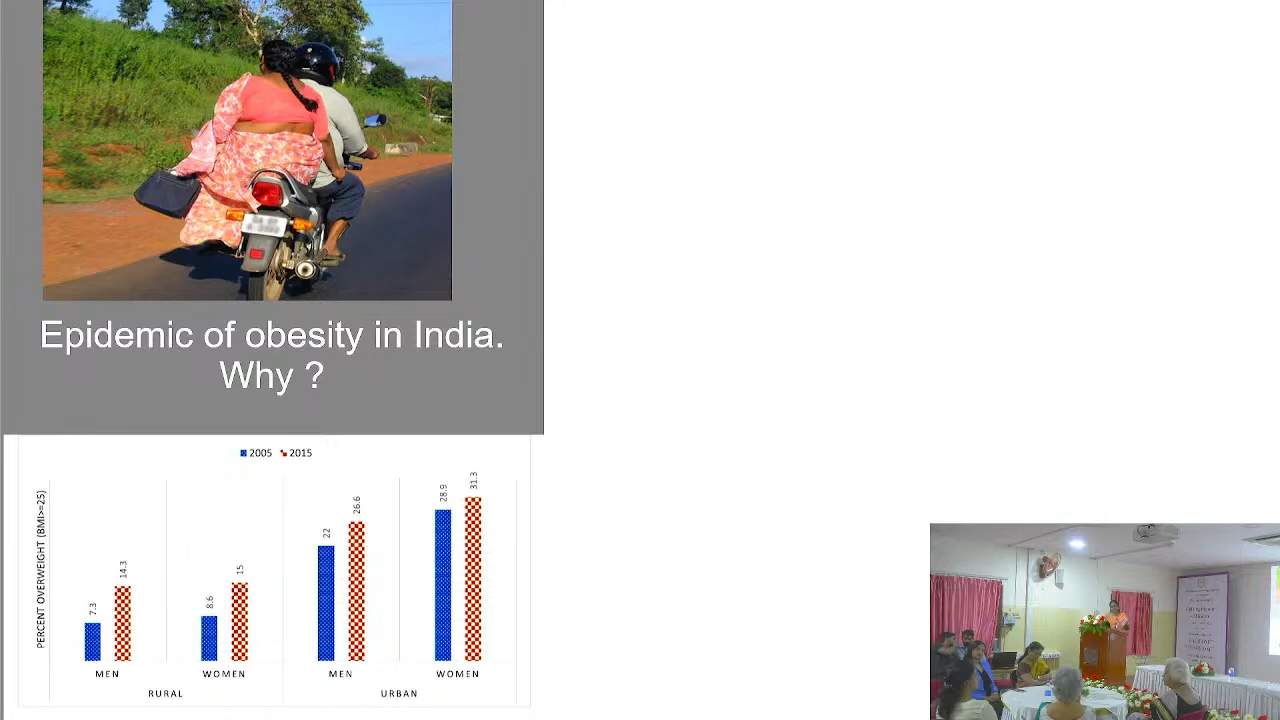 Epidemic of obesity in India.
Why ?
2005 2015
PERCENT OVERWEIGHT (BMI>=25)
7.3
14.3
8.6
15
22
26.6
28.9
31.3
MEN WOMEN MEN WOMEN
RURAL URBAN